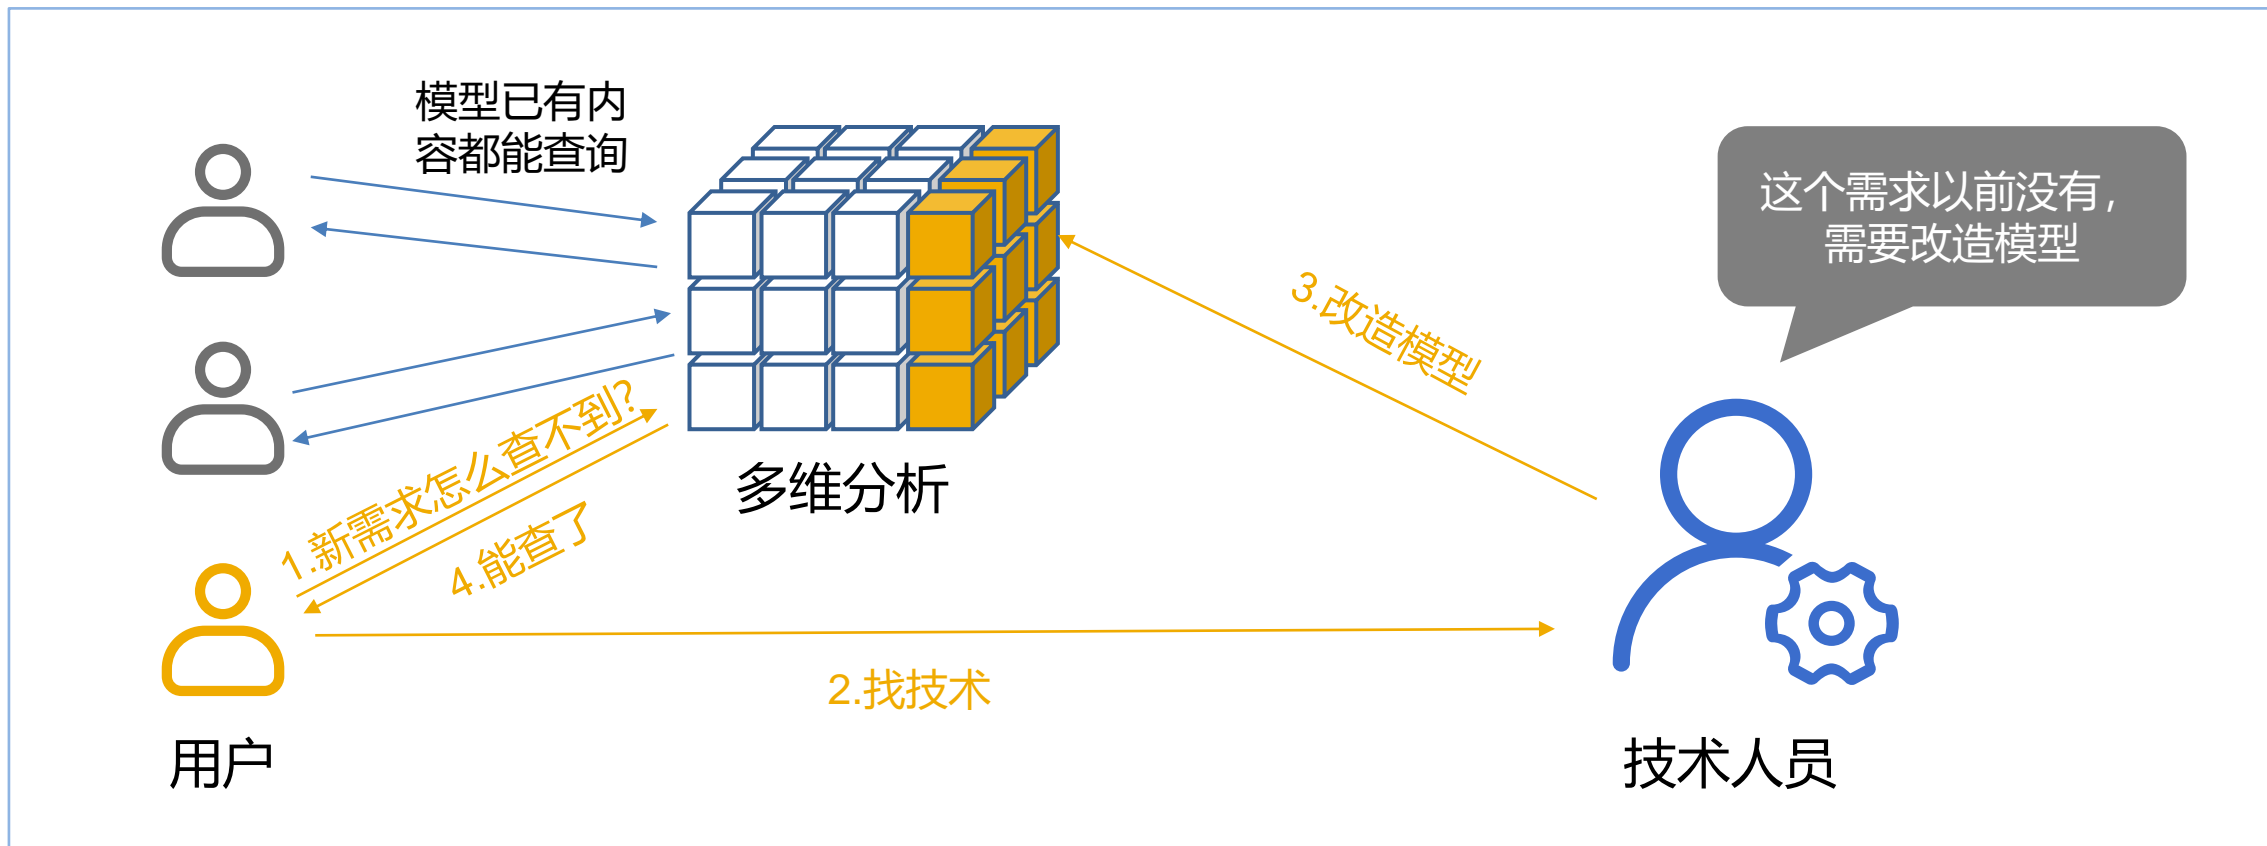 模型已有内
容都能查询
这个需求以前没有，
需要改造模型
3.改造模型
1.新需求怎么查不到?
多维分析
4.能查了
2.找技术
用户
技术人员